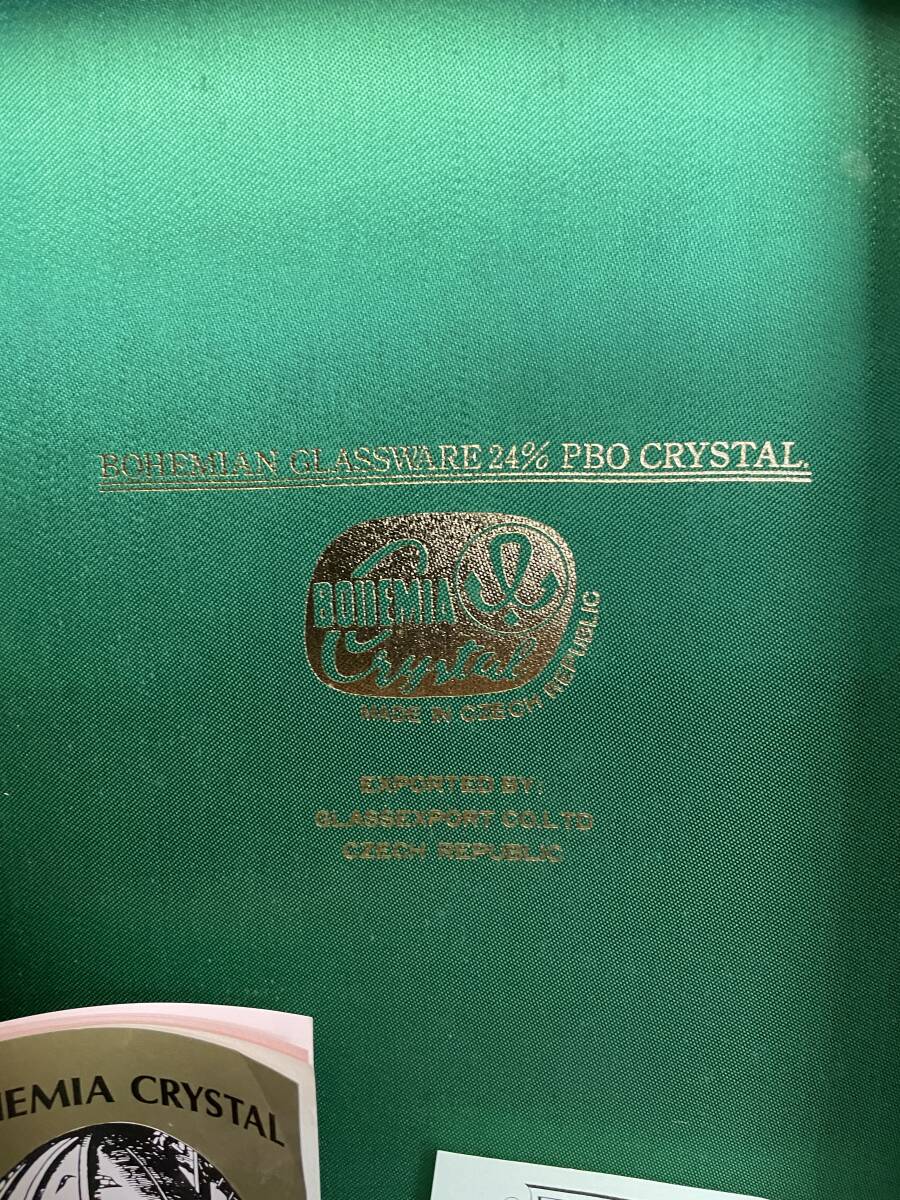 BOHEMIAN GLASSWARE 24% PBO CRYSTAL.
BOHEMIA
Crystal
MADE IN CZECH REPUBLIC
EXPORTED BY:
GLASSEXPORT CO.LTD
CZECH REPUBLIC
HEMIA CRYSTAL